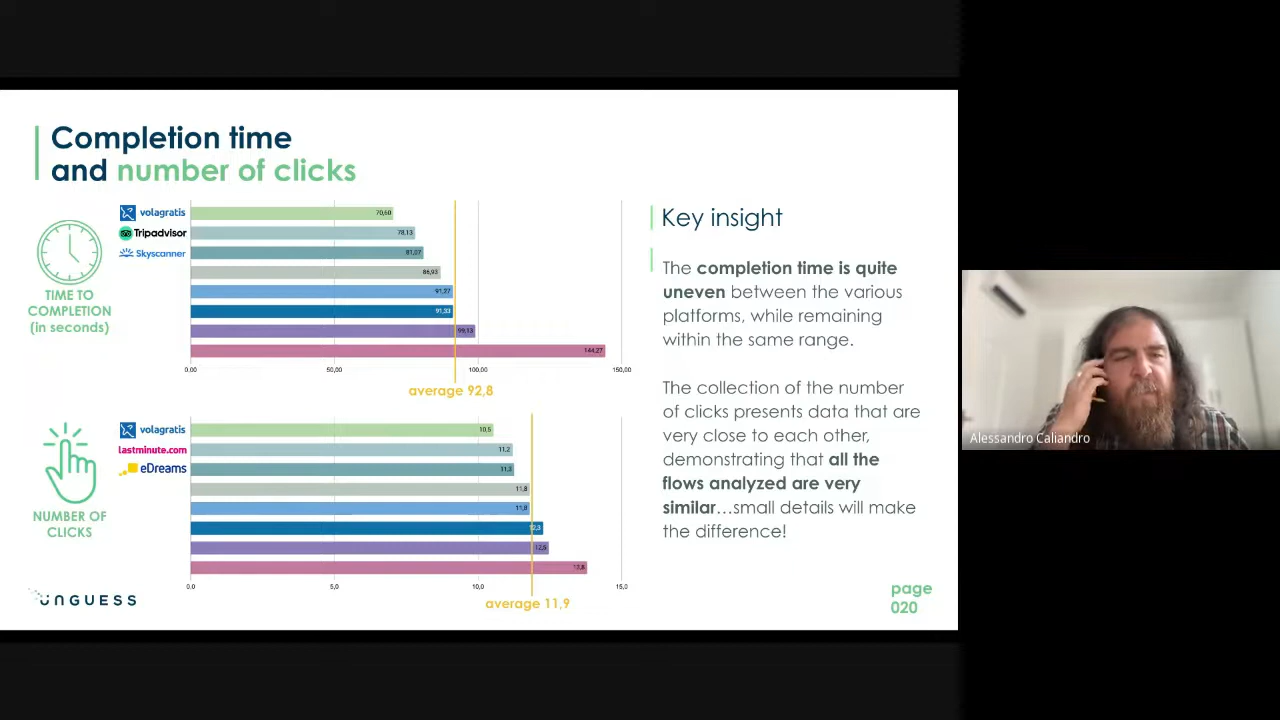 Completion time
and number of clicks
volagratis
Tripadvisor
Skyscanner
TIME TO
COMPLETION
(in seconds)
70,60
78,13
81,07
86,93
91,27
91,33
99,13
144,27
0,00
50,00
100,00
150,00
average 92,8
volagratis
lastminute.com
eDreams
NUMBER OF
CLICKS
10,5
11,2
11,3
11,8
11,8
12,3
12,5
13,8
0,0
5,0
10,0
15,0
average 11,9
Key insight
The completion time is quite
uneven between the various
platforms, while remaining
within the same range.
The collection of the number
of clicks presents data that are
very close to each other,
demonstrating that all the
flows analyzed are very
similar...small details will make
the difference!
UNGUESS
page
020
Alessandro Caliandro